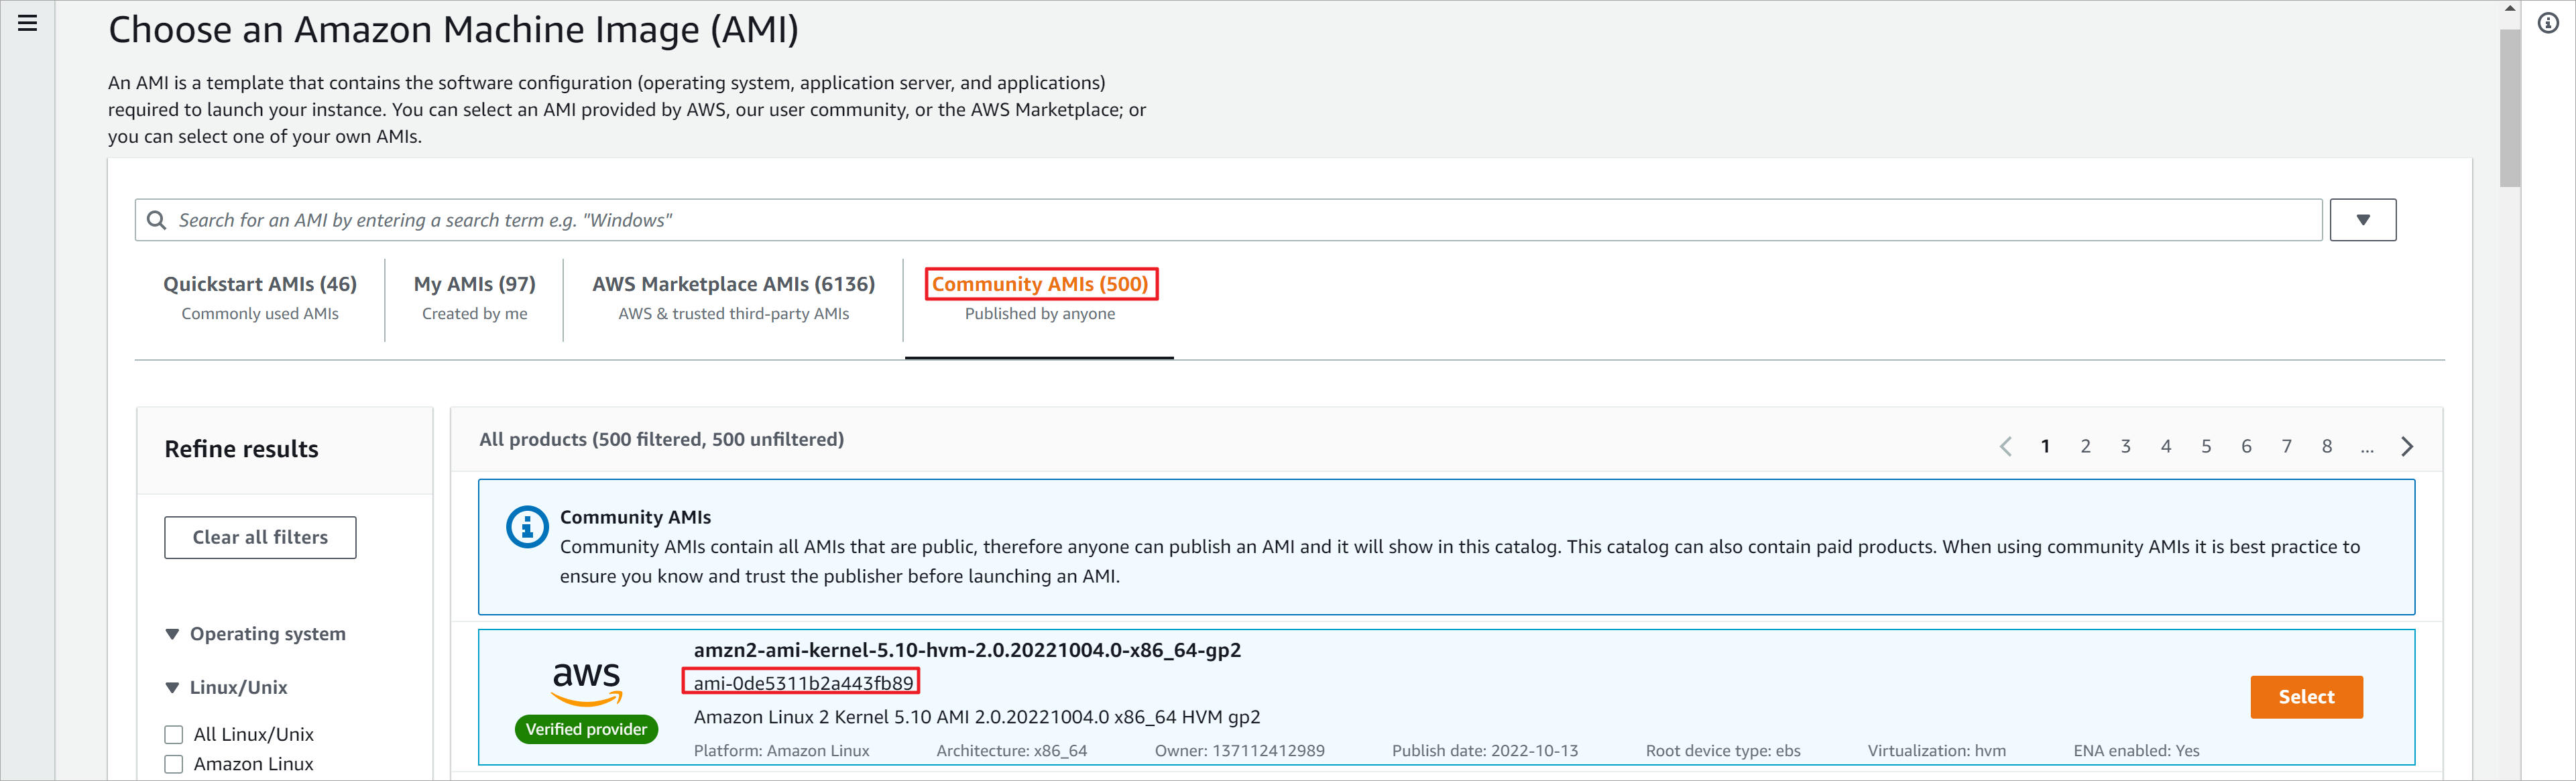 Choose an Amazon Machine Image (AMI)
An AMI is a template that contains the software configuration (operating system, application server, and applications)
required to launch your instance. You can select an AMI provided by AWS, our user community, or the AWS Marketplace; or
you can select one of your own AMIs.
Search for an AMI by entering a search term e.g. "Windows"
Quickstart AMIs (46)
Commonly used AMIs
My AMIs (97)
Created by me
AWS Marketplace AMIs (6136)
AWS & trusted third-party AMIs
Community AMIs (500)
Published by anyone
Refine results
Clear all filters
Operating system
Linux/Unix
All Linux/Unix
Amazon Linux
All products (500 filtered, 500 unfiltered)
1 2 3 4 5 6 7 8 ...
Community AMIs
Community AMIs contain all AMIs that are public, therefore anyone can publish an AMI and it will show in this catalog. This catalog can also contain paid products. When using community AMIs it is best practice to
ensure you know and trust the publisher before launching an AMI.
aws
Verified provider
amzn2-ami-kernel-5.10-hvm-2.0.20221004.0-x86_64-gp2
ami-0de5311b2a443fb89
Amazon Linux 2 Kernel 5.10 AMI 2.0.20221004.0 x86_64 HVM gp2
Platform: Amazon Linux Architecture: x86_64 Owner: 137112412989 Publish date: 2022-10-13 Root device type: ebs Virtualization: hvm ENA enabled: Yes
Select